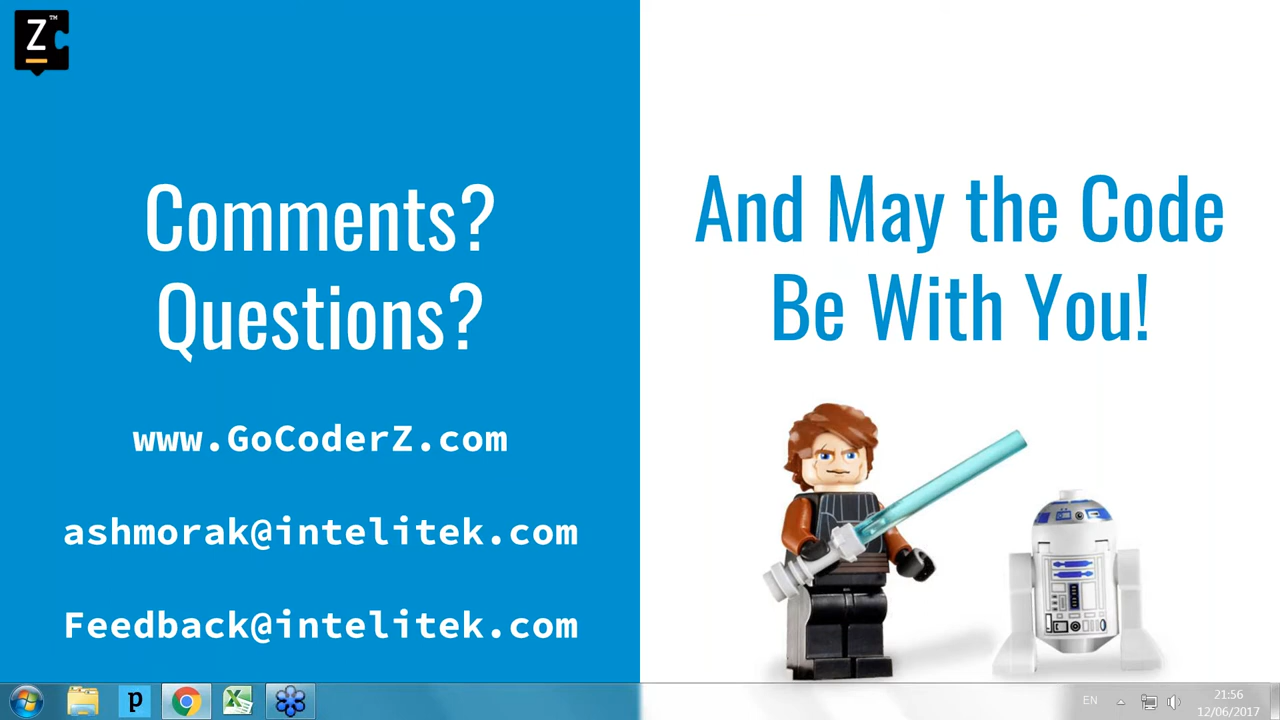 Z™
Comments?
Questions?
www.GoCoderZ.com
ashmorak@intelitek.com
Feedback@intelitek.com
And May the Code
Be With You!
p
EN
21:56
12/06/2017